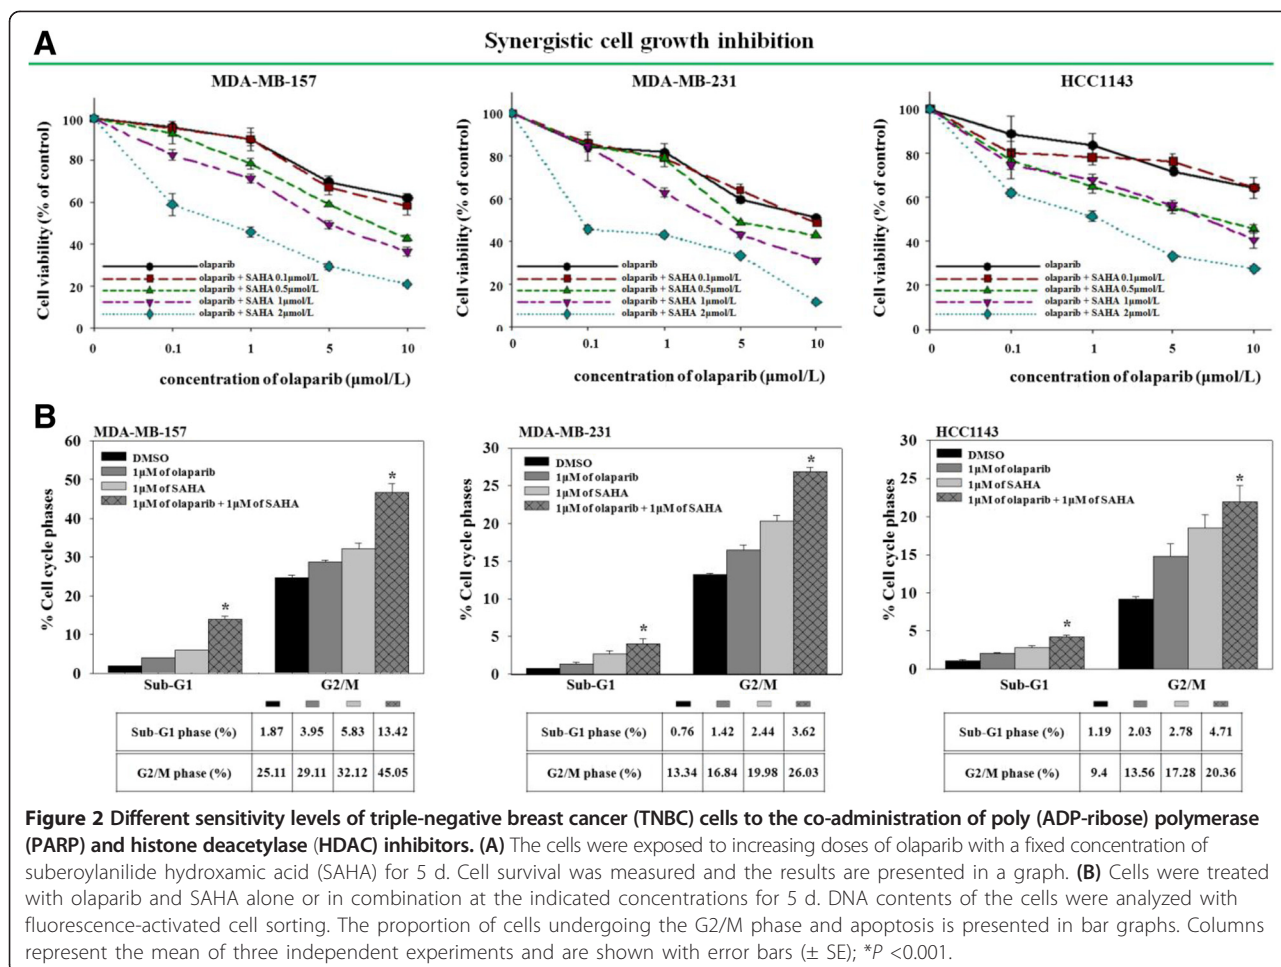 A
Synergistic cell growth inhibition
MDA-MB-157
MDA-MB-231
HCC1143
Cell viability (% of control)
100
80
60
40
20
0
olaparib
olaparib + SAHA 0.1µmol/L
olaparib + SAHA 0.5µmol/L
olaparib + SAHA 1µmol/L
olaparib + SAHA 2µmol/L
0 0.1 1 5 10
concentration of olaparib (µmol/L)
Cell viability (% of control)
100
80
60
40
20
0
olaparib
olaparib + SAHA 0.1µmol/L
olaparib + SAHA 0.5µmol/L
olaparib + SAHA 1µmol/L
olaparib + SAHA 2µmol/L
0 0.1 1 5 10
concentration of olaparib (µmol/L)
Cell viability (% of control)
100
80
60
40
20
0
olaparib
olaparib + SAHA 0.1µmol/L
olaparib + SAHA 0.5µmol/L
olaparib + SAHA 1µmol/L
olaparib + SAHA 2µmol/L
0 0.1 1 5 10
concentration of olaparib (µmol/L)
B
MDA-MB-157
% Cell cycle phases
60
50
40
30
20
10
0
DMSO
1µM of olaparib
1µM of SAHA
1µM of olaparib + 1µM of SAHA
*
*
Sub-G1 G2/M
Sub-G1 phase (%) 1.87 3.95 5.83 13.42
G2/M phase (%) 25.11 29.11 32.12 45.05
MDA-MB-231
% Cell cycle phases
30
25
20
15
10
5
0
DMSO
1µM of olaparib
1µM of SAHA
1µM of olaparib + 1µM of SAHA
*
*
Sub-G1 G2/M
Sub-G1 phase (%) 0.76 1.42 2.44 3.62
G2/M phase (%) 13.34 16.84 19.98 26.03
HCC1143
% Cell cycle phases
30
25
20
15
10
5
0
DMSO
1µM of olaparib
1µM of SAHA
1µM of olaparib + 1µM of SAHA
*
*
Sub-G1 G2/M
Sub-G1 phase (%) 1.19 2.03 2.78 4.71
G2/M phase (%) 9.4 13.56 17.28 20.36
Figure 2 Different sensitivity levels of triple-negative breast cancer (TNBC) cells to the co-administration of poly (ADP-ribose) polymerase
(PARP) and histone deacetylase (HDAC) inhibitors. (A) The cells were exposed to increasing doses of olaparib with a fixed concentration of
suberoylanilide hydroxamic acid (SAHA) for 5 d. Cell survival was measured and the results are presented in a graph. (B) Cells were treated
with olaparib and SAHA alone or in combination at the indicated concentrations for 5 d. DNA contents of the cells were analyzed with
fluorescence-activated cell sorting. The proportion of cells undergoing the G2/M phase and apoptosis is presented in bar graphs. Columns
represent the mean of three independent experiments and are shown with error bars (± SE); *P <0.001.